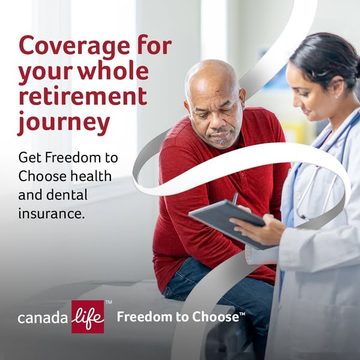 Coverage for
your whole
retirement
journey
Get Freedom to
Choose health
and dental
insurance.
canada life™ Freedom to Choose™